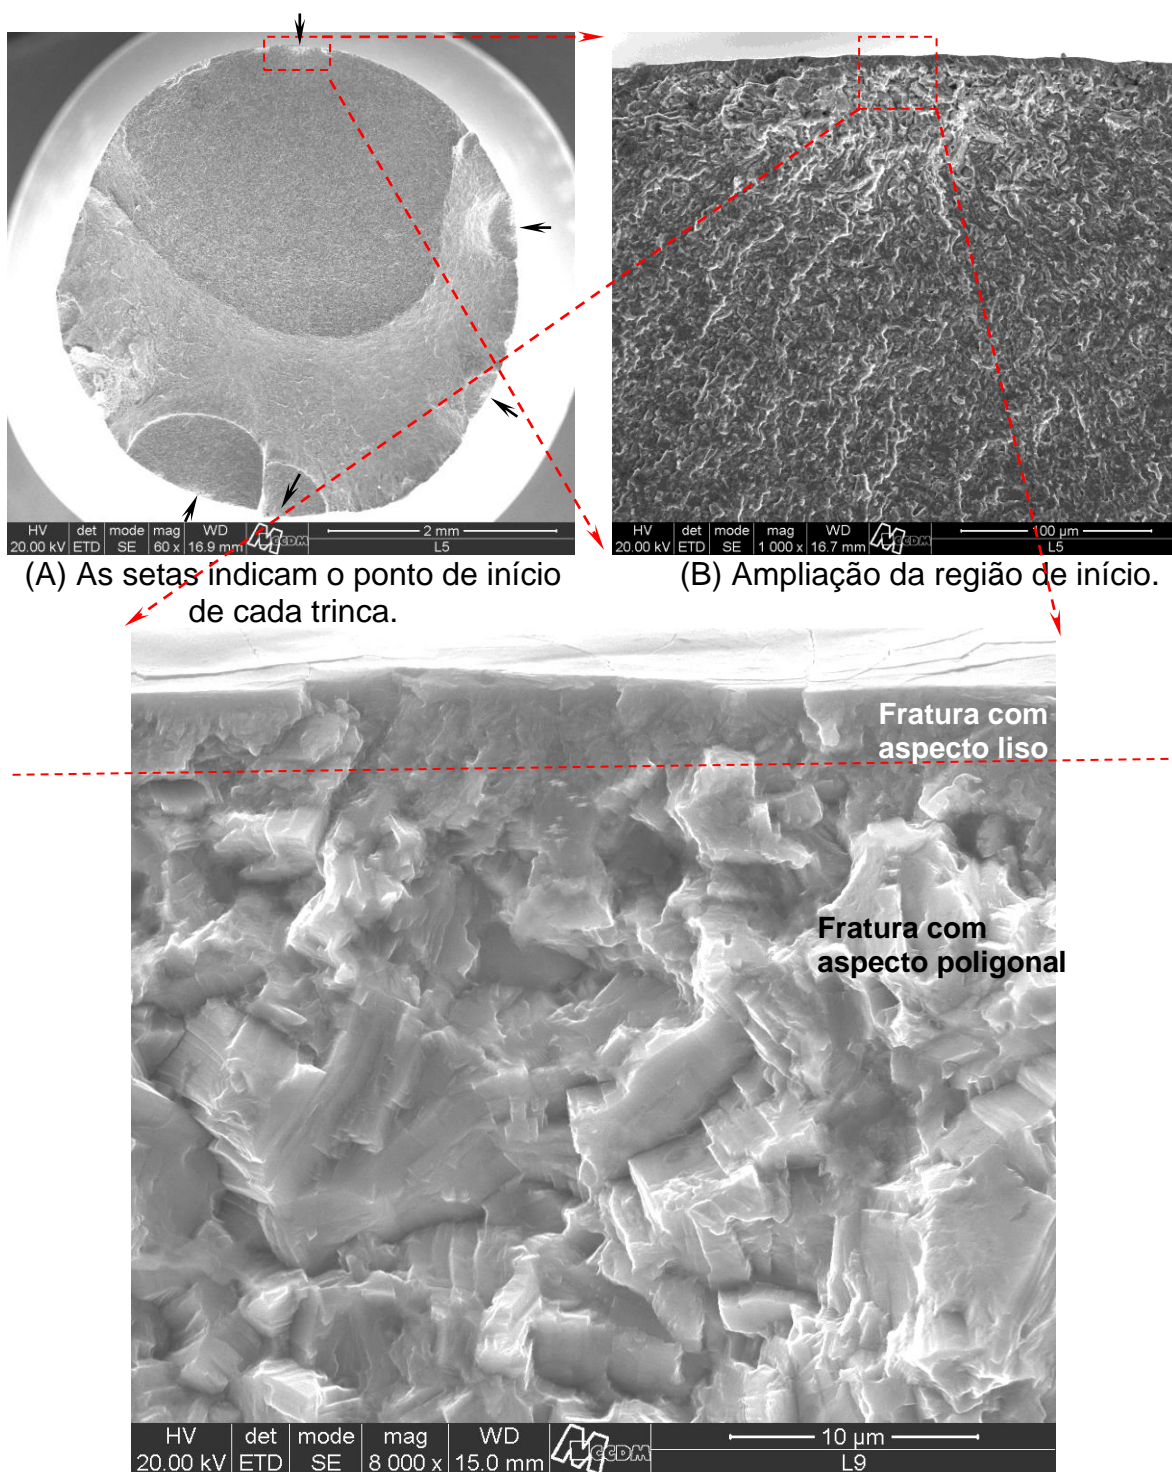 HV det mode mag WD 2 mm
20.00 kV ETD SE 60 x 16.9 mm CCDM L5
HV det mode mag WD 100 µm
20.00 kV ETD SE 1 000 x 16.7 mm CCDM L5
(A) As setas indicam o ponto de início
de cada trinca.
(B) Ampliação da região de início.
Fratura com
aspecto liso
Fratura com
aspecto poligonal
HV det mode mag WD 10 µm
20.00 kV ETD SE 8 000 x 15.0 mm CCDM L9